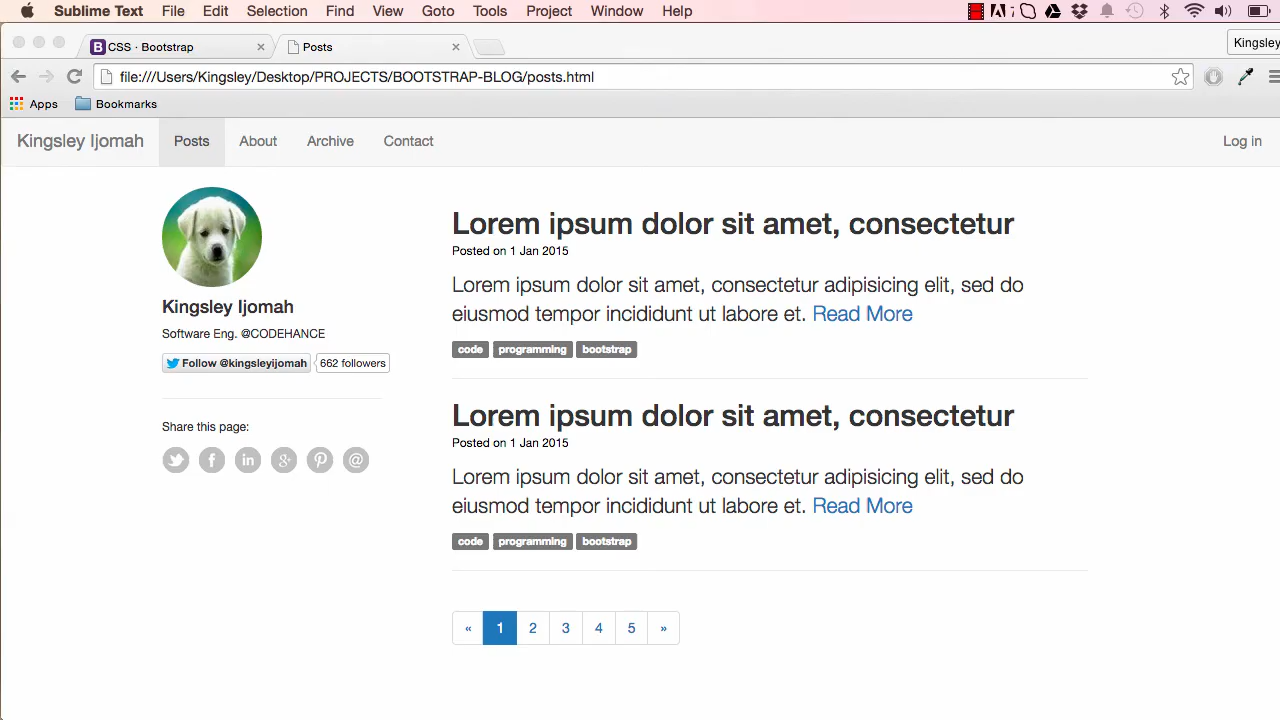 Sublime Text File Edit Selection Find View Goto Tools Project Window Help
CSS · Bootstrap
Posts
Kingsley
file:///Users/Kingsley/Desktop/PROJECTS/BOOTSTRAP-BLOG/posts.html
Apps Bookmarks
Kingsley Ijomah Posts About Archive Contact Log in
Kingsley Ijomah
Software Eng. @CODEHANCE
Follow @kingsleyijomah 662 followers
Share this page:
Lorem ipsum dolor sit amet, consectetur
Posted on 1 Jan 2015
Lorem ipsum dolor sit amet, consectetur adipisicing elit, sed do
eiusmod tempor incididunt ut labore et. Read More
code programming bootstrap
Lorem ipsum dolor sit amet, consectetur
Posted on 1 Jan 2015
Lorem ipsum dolor sit amet, consectetur adipisicing elit, sed do
eiusmod tempor incididunt ut labore et. Read More
code programming bootstrap
« 1 2 3 4 5 »